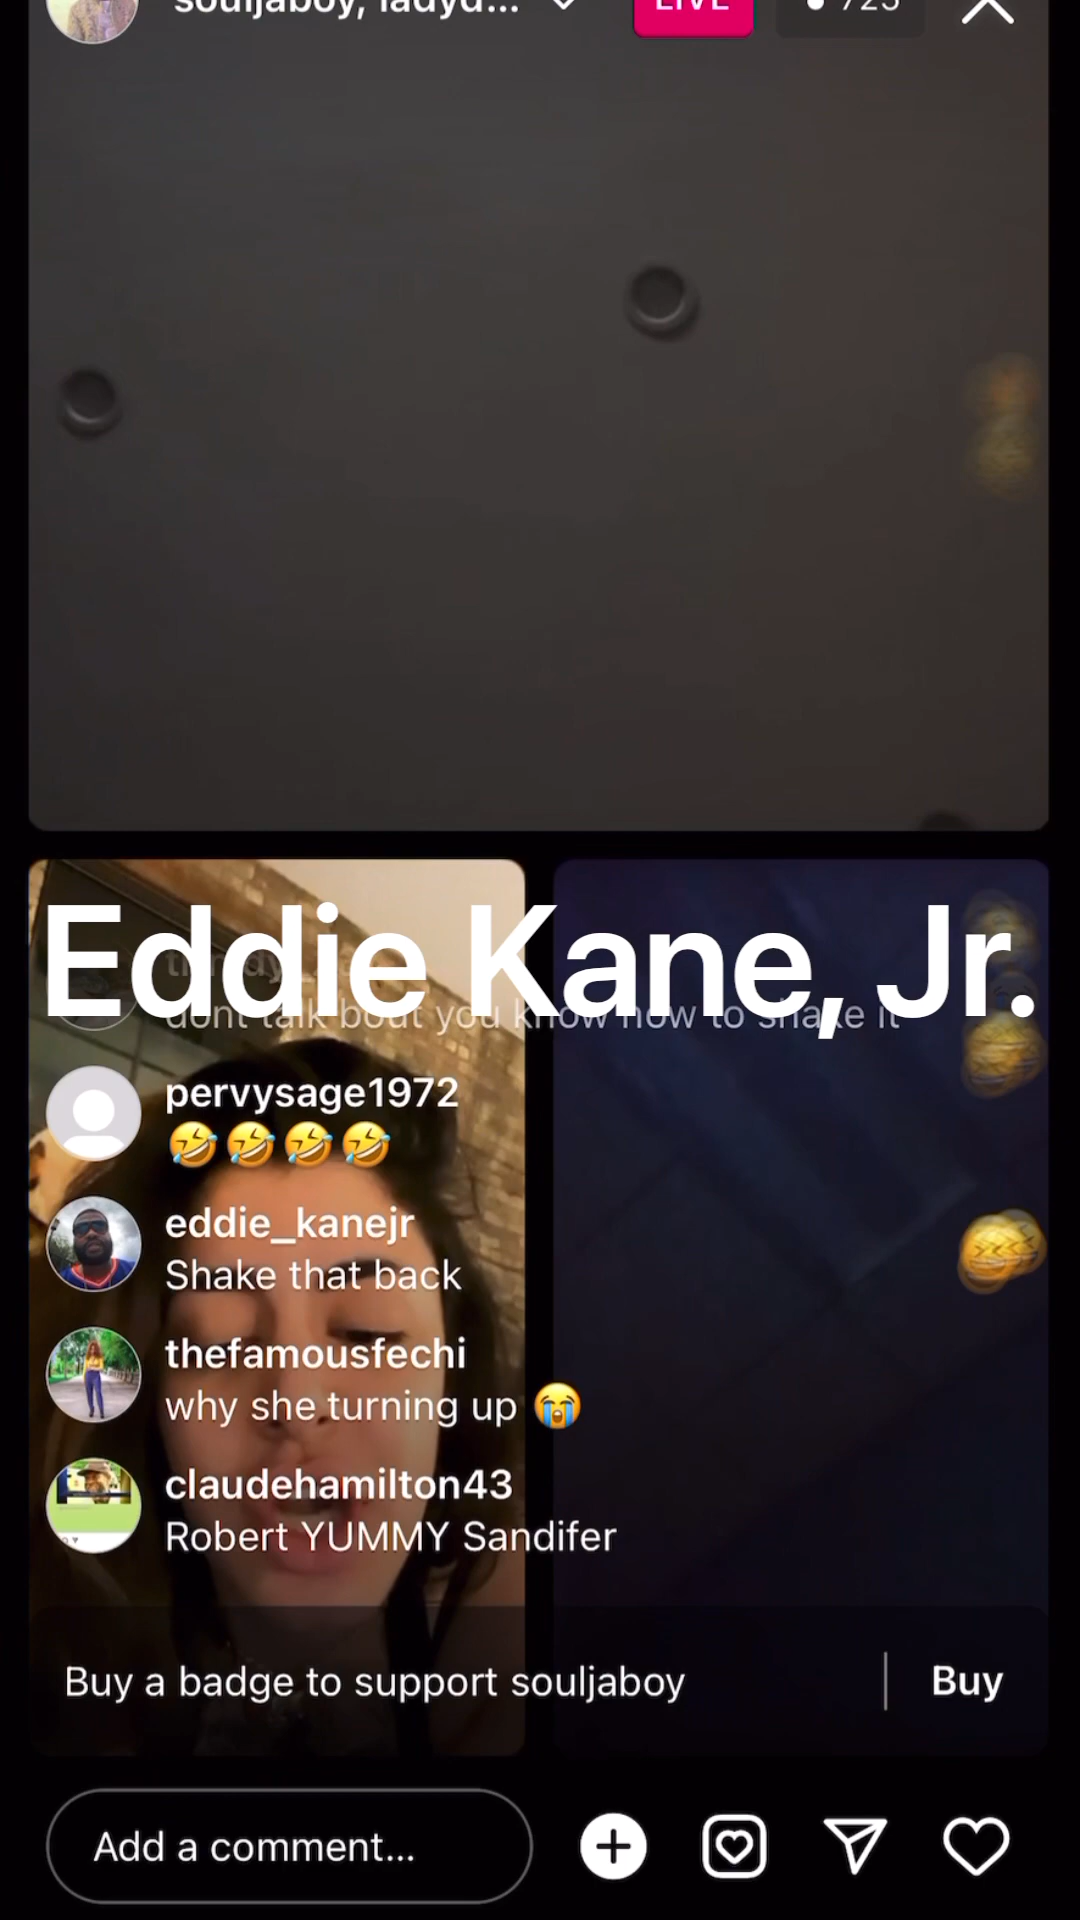 souljaboy, ladyd...
LIVE
723
Eddie Kane, Jr.
dont talk bout you know how to shake it
pervysage1972
🤣🤣🤣🤣
eddie_kanejr
Shake that back
thefamousfechi
why she turning up 😭
claudehamilton43
Robert YUMMY Sandifer
Buy a badge to support souljaboy
Buy
Add a comment...